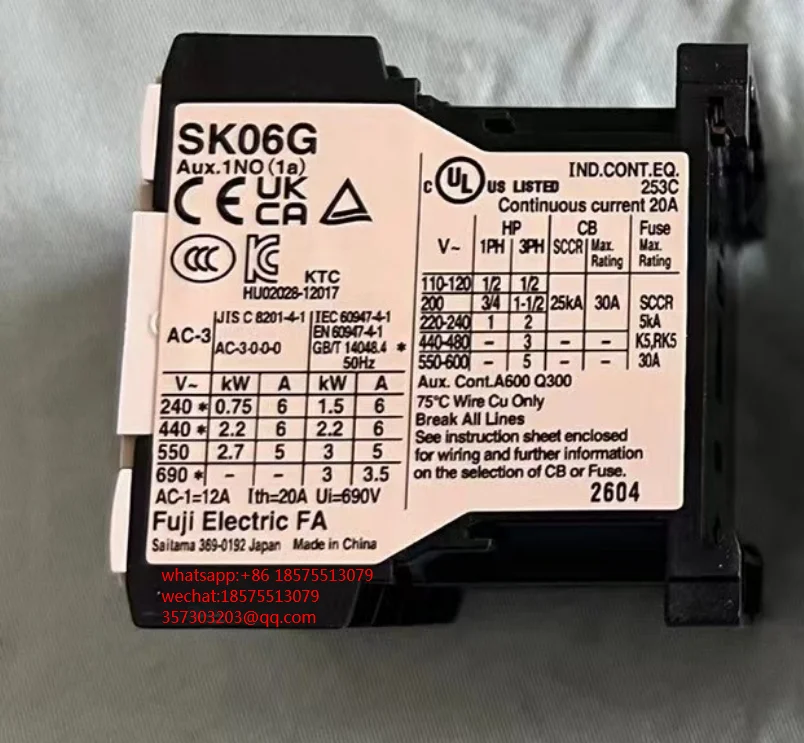 SK06G
Aux.1NO(1a)
CE UK CA
CCC KC KTC
HU02028-12017
AC-3 JIS C 8201-4-1 IEC 60947-4-1
EN 60947-4-1
AC-3-0-0-0 GB/T 14048.4 *
50Hz
V~ kW A kW A
240 * 0.75 6 1.5 6
440 * 2.2 6 2.2 6
550 2.7 5 3 5
690 * - - 3 3.5
AC-1=12A Ith=20A Ui=690V
Fuji Electric FA
Saitama 369-0192 Japan Made in China
C UL US LISTED IND.CONT.EQ.
253C
Continuous current 20A
HP CB Fuse
V~ 1PH 3PH SCCR Max. Rating Max. Rating
110-120 1/2 1/2
200 3/4 1-1/2 25kA 30A SCCR
220-240 1 2 5kA
440-480 - 3 - - K5,RK5
550-600 - 5 - - 30A
Aux. Cont.A600 Q300
75°C Wire Cu Only
Break All Lines
See instruction sheet enclosed
for wiring and further information
on the selection of CB or Fuse.
2604
whatsapp:+86 18575513079
wechat:18575513079
357303203@qq.com